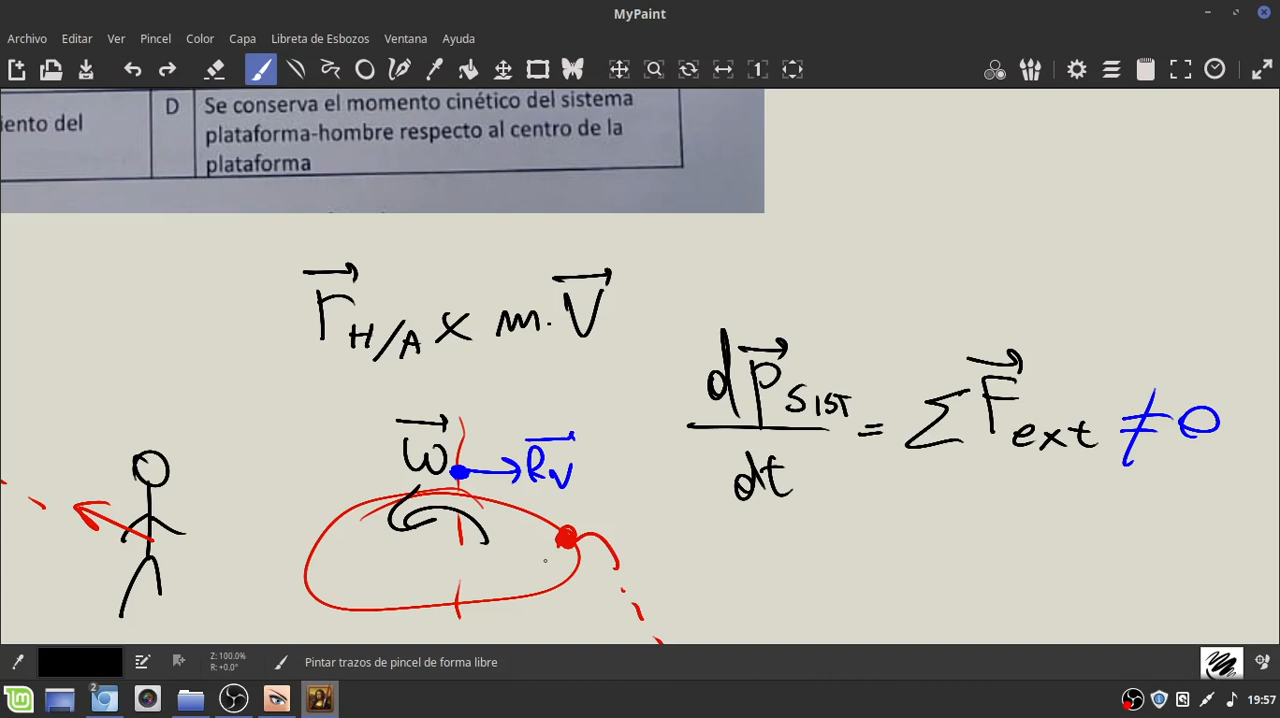 MyPaint
Archivo Editar Ver Pincel Color Capa Libreta de Esbozos Ventana Ayuda
iento del
D
Se conserva el momento cinético del sistema
plataforma-hombre respecto al centro de la
plataforma
r H/A x m. V
dp SIST / dt = Σ F ext ≠ 0
ω
RV
Z: 100.0%
R: +0.0°
Pintar trazos de pincel de forma libre
2
19:57